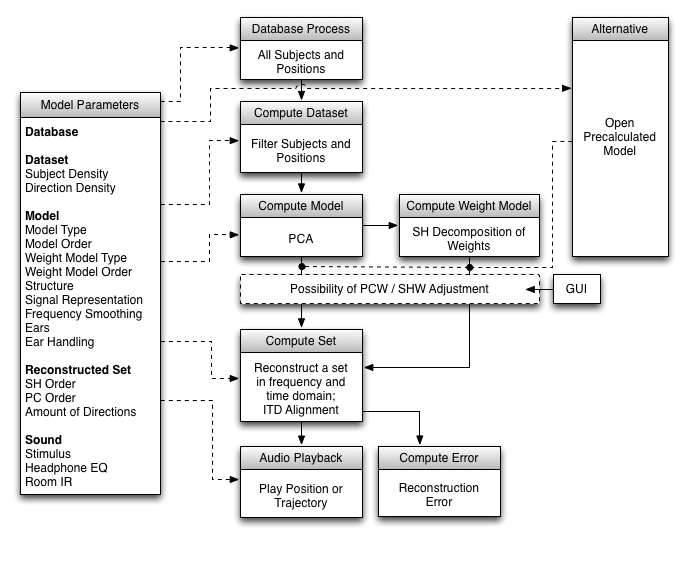 Database Process
All Subjects and
Positions
Alternative
Open
Precalculated
Model
Model Parameters
Database
Dataset
Subject Density
Direction Density
Model
Model Type
Model Order
Weight Model Type
Weight Model Order
Structure
Signal Representation
Frequency Smoothing
Ears
Ear Handling
Reconstructed Set
SH Order
PC Order
Amount of Directions
Sound
Stimulus
Headphone EQ
Room IR
Compute Dataset
Filter Subjects and
Positions
Compute Model
PCA
Compute Weight Model
SH Decomposition of
Weights
Possibility of PCW / SHW Adjustment
GUI
Compute Set
Reconstruct a set
in frequency and
time domain;
ITD Alignment
Audio Playback
Play Position or
Trajectory
Compute Error
Reconstruction
Error